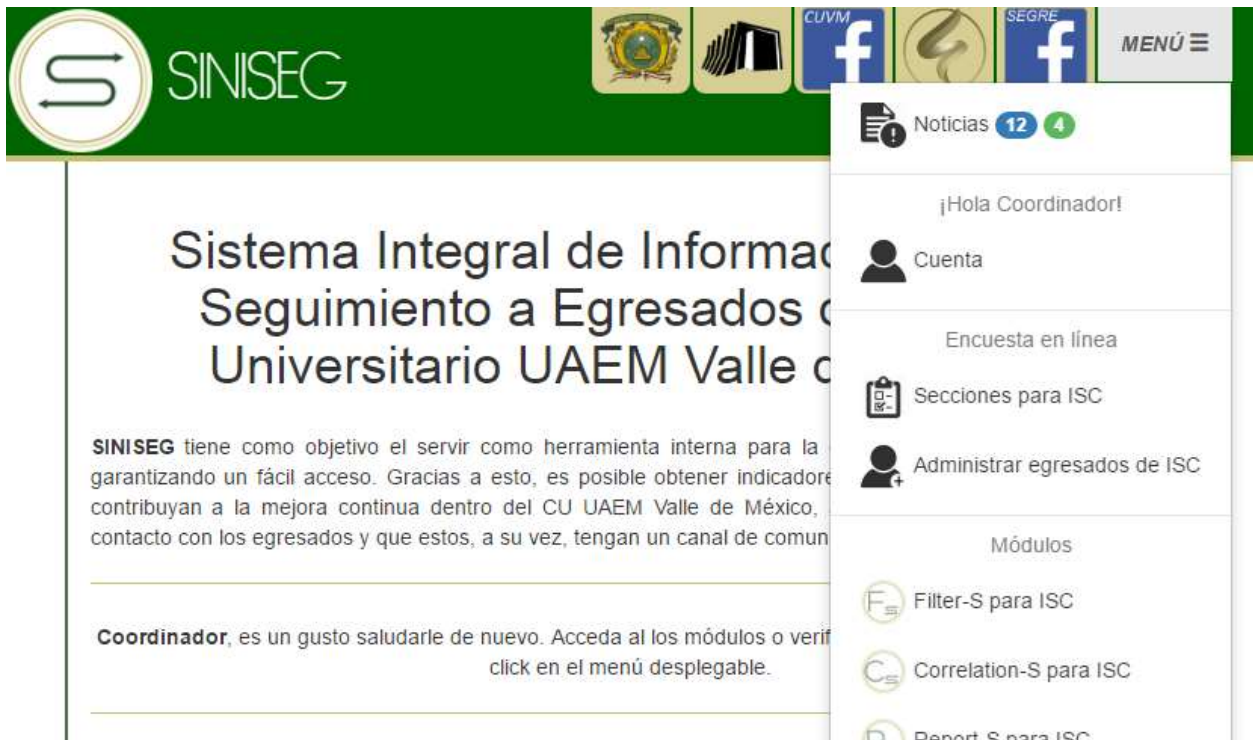 SINISEG
CUVM
SEGRE
MENÚ
Noticias 12 4
¡Hola Coordinador!
Cuenta
Encuesta en línea
Secciones para ISC
Administrar egresados de ISC
Módulos
Fs Filter-S para ISC
Cs Correlation-S para ISC
Report-S para ISC
Sistema Integral de Informac
Seguimiento a Egresados
Universitario UAEM Valle
SINISEG tiene como objetivo el servir como herramienta interna para la
garantizando un fácil acceso. Gracias a esto, es posible obtener indicadore
contribuyan a la mejora continua dentro del CU UAEM Valle de México,
contacto con los egresados y que estos, a su vez, tengan un canal de comun
Coordinador, es un gusto saludarle de nuevo. Acceda al los módulos o verif
click en el menú desplegable.